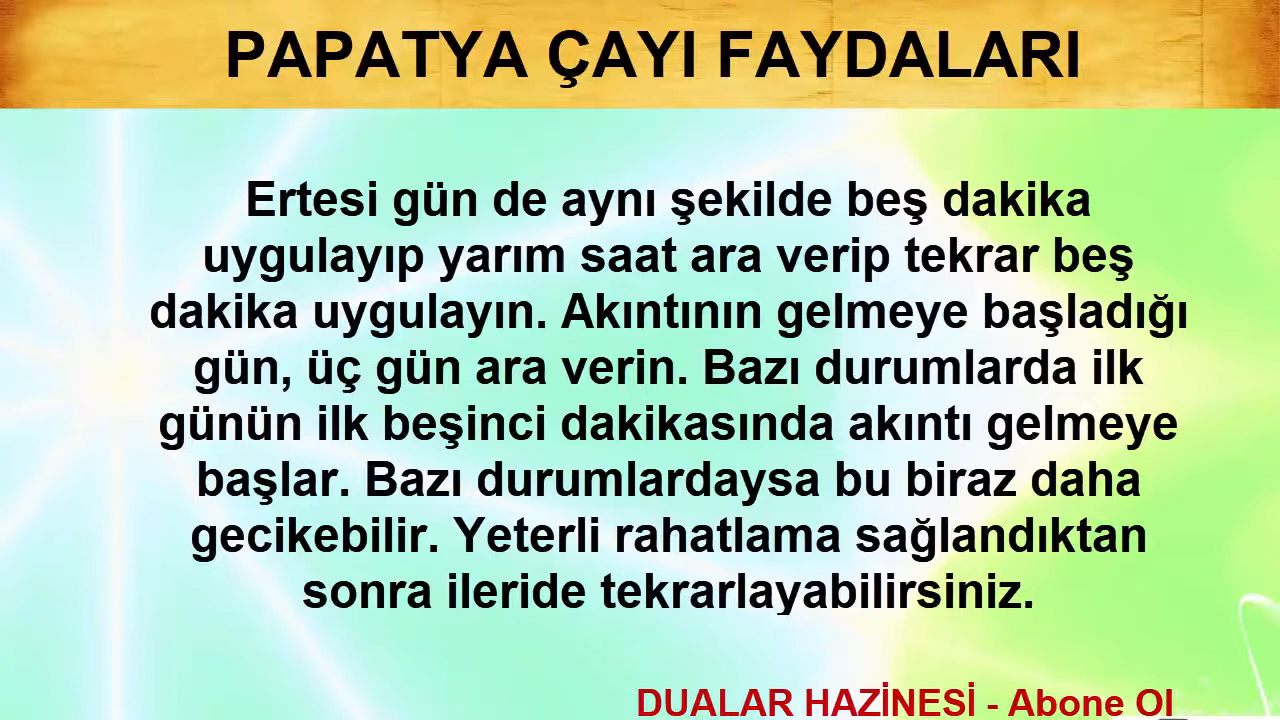 PAPATYA ÇAYI FAYDALARI
Ertesi gün de aynı şekilde beş dakika
uygulayıp yarım saat ara verip tekrar beş
dakika uygulayın. Akıntının gelmeye başladığı
gün, üç gün ara verin. Bazı durumlarda ilk
günün ilk beşinci dakikasında akıntı gelmeye
başlar. Bazı durumlardaysa bu biraz daha
gecikebilir. Yeterli rahatlama sağlandıktan
sonra ileride tekrarlayabilirsiniz.
DUALAR HAZİNESİ - Abone Ol